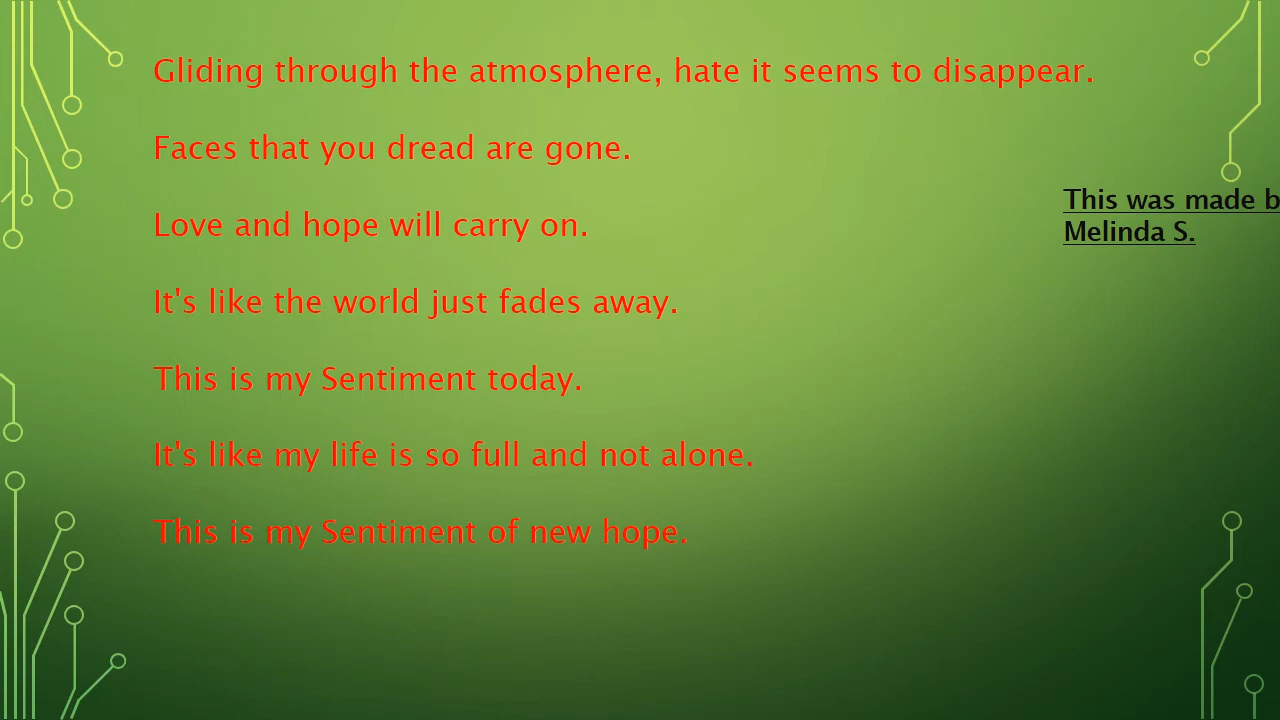 Gliding through the atmosphere, hate it seems to disappear.
Faces that you dread are gone.
Love and hope will carry on.
It's like the world just fades away.
This is my Sentiment today.
It's like my life is so full and not alone.
This is my Sentiment of new hope.
This was made b
Melinda S.